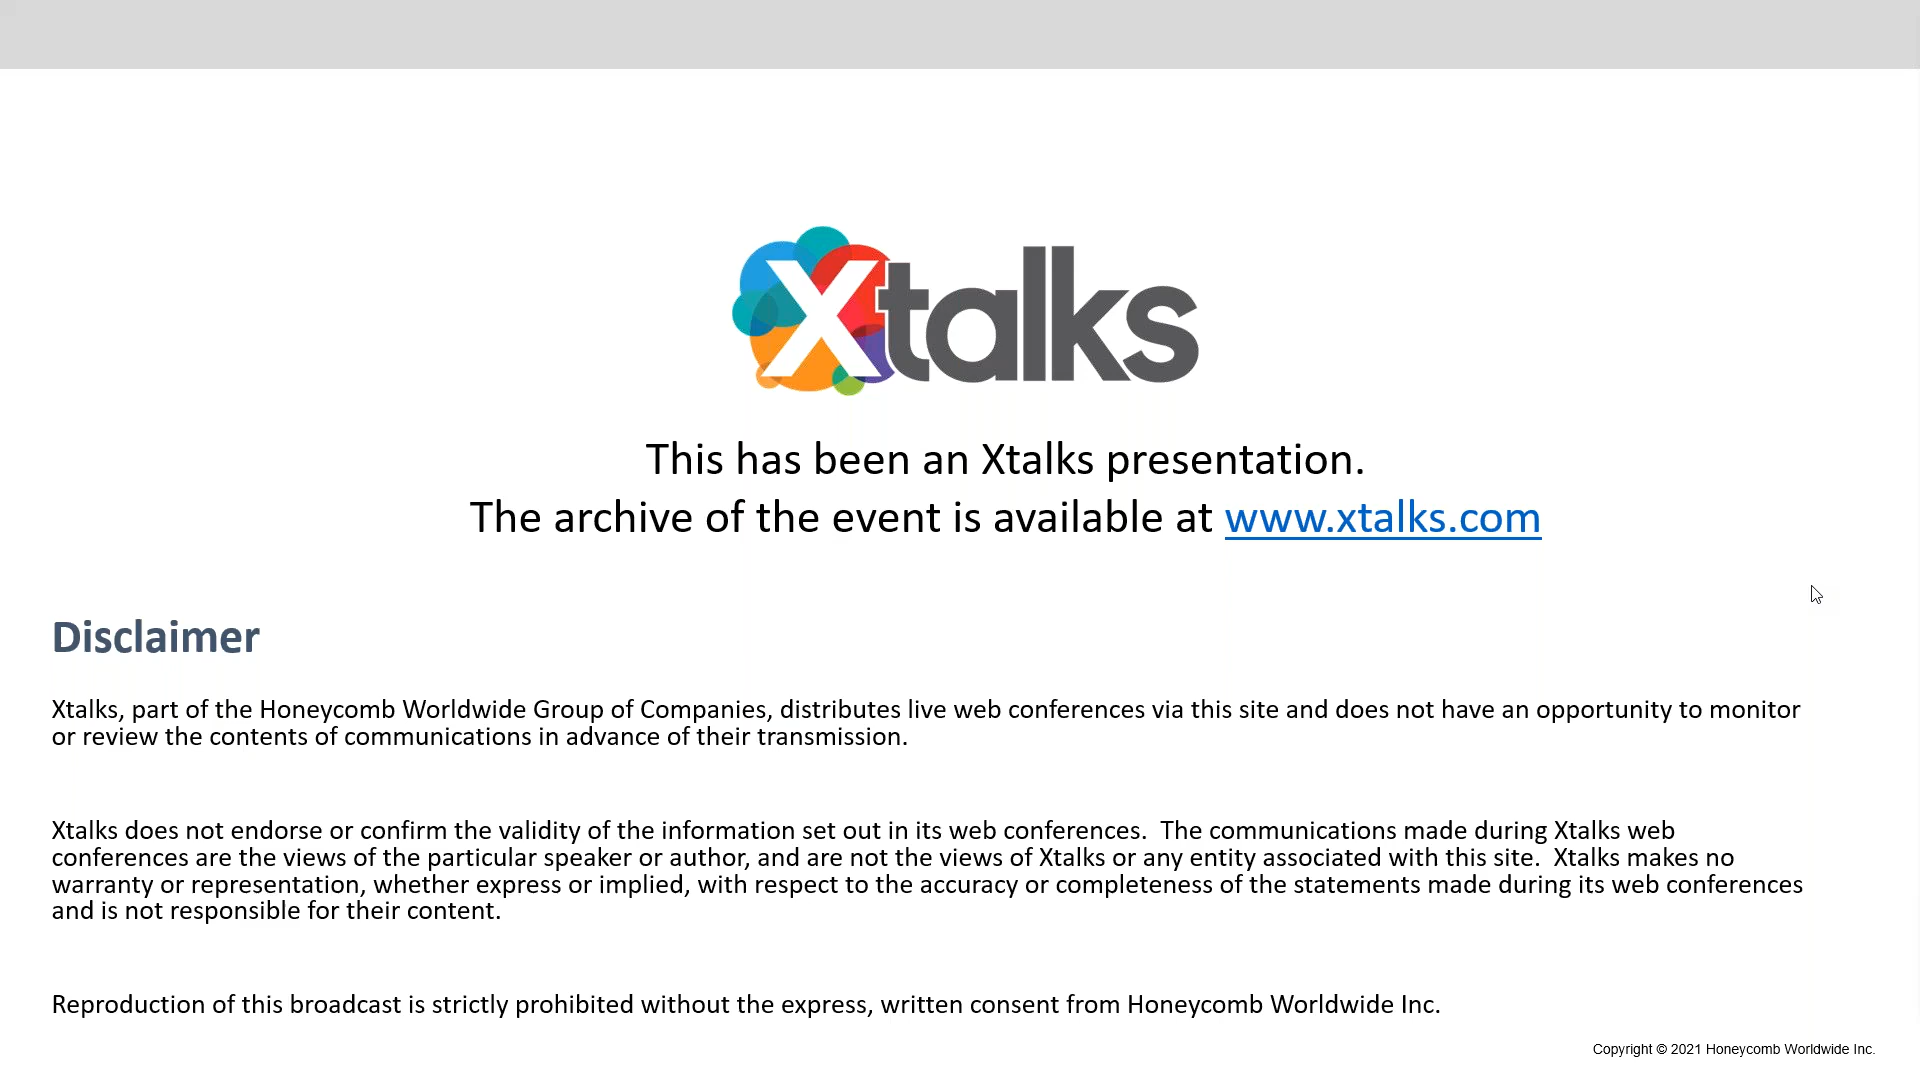 Xtalks
This has been an Xtalks presentation.
The archive of the event is available at www.xtalks.com
Disclaimer
Xtalks, part of the Honeycomb Worldwide Group of Companies, distributes live web conferences via this site and does not have an opportunity to monitor
or review the contents of communications in advance of their transmission.
Xtalks does not endorse or confirm the validity of the information set out in its web conferences.  The communications made during Xtalks web
conferences are the views of the particular speaker or author, and are not the views of Xtalks or any entity associated with this site.  Xtalks makes no
warranty or representation, whether express or implied, with respect to the accuracy or completeness of the statements made during its web conferences
and is not responsible for their content.
Reproduction of this broadcast is strictly prohibited without the express, written consent from Honeycomb Worldwide Inc.
Copyright © 2021 Honeycomb Worldwide Inc.